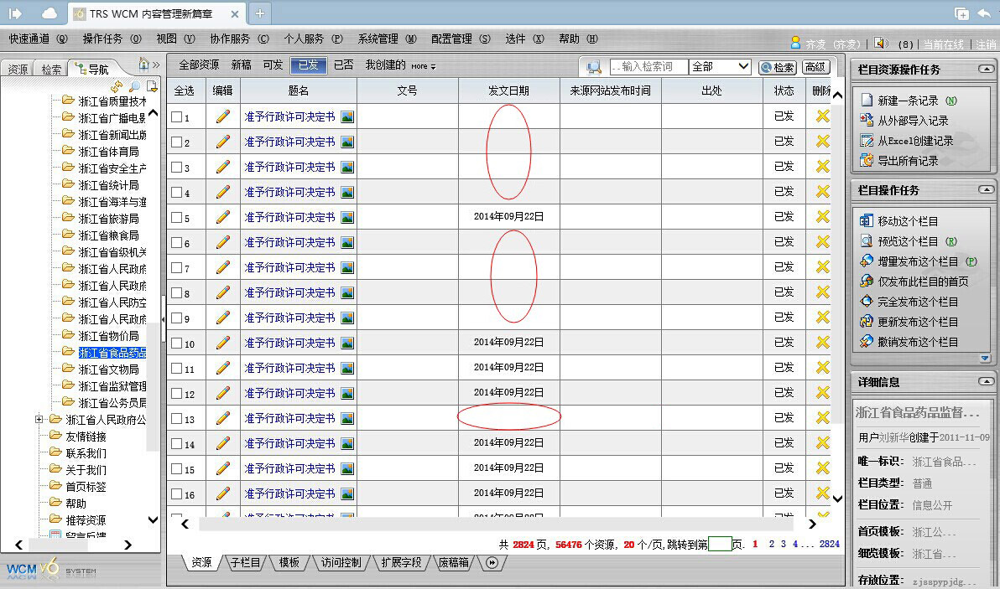 TRS WCM 内容管理新篇章
快速通道 (Q) 操作任务 (O) 视图 (V) 协作服务 (C) 个人服务 (P) 系统管理 (M) 配置管理 (S) 选件 (X) 帮助 (H)
齐凌 (齐凌) | (8) | 当前在线 | 注销
资源 检索 导航
浙江省质量技术
浙江省广播电影
浙江省新闻出版
浙江省体育局
浙江省安全生产
浙江省统计局
浙江省海洋与渔
浙江省旅游局
浙江省粮食局
浙江省省级机关
浙江省人民政府
浙江省人民政府
浙江省人民防空
浙江省人民政府
浙江省物价局
浙江省食品药品
浙江省文物局
浙江省监狱管理
浙江省公务员局
浙江省人民政府公
友情链接
联系我们
关于我们
首页标签
帮助
推荐资源
留言反馈
WCM V6 SYSTEM
全部资源 新稿 可发 已发 已否 我创建的 more
--输入检索词 全部 检索 高级
全选 编辑 题名 文号 发文日期 来源网站发布时间 出处 状态 删除
1 准予行政许可决定书 已发
2 准予行政许可决定书 已发
3 准予行政许可决定书 已发
4 准予行政许可决定书 已发
5 准予行政许可决定书 2014年09月22日 已发
6 准予行政许可决定书 已发
7 准予行政许可决定书 已发
8 准予行政许可决定书 已发
9 准予行政许可决定书 已发
10 准予行政许可决定书 2014年09月22日 已发
11 准予行政许可决定书 2014年09月22日 已发
12 准予行政许可决定书 2014年09月22日 已发
13 准予行政许可决定书 已发
14 准予行政许可决定书 2014年09月22日 已发
15 准予行政许可决定书 2014年09月22日 已发
16 准予行政许可决定书 2014年09月22日 已发
共 2824 页, 56476 个资源, 20 个/页, 跳转到第 页. 1 2 3 4 ... 2824
资源 子栏目 模板 访问控制 扩展字段 废稿箱
栏目资源操作任务
新建一条记录 (N)
从外部导入记录
从Excel创建记录
导出所有记录
栏目操作任务
移动这个栏目
预览这个栏目 (R)
增量发布这个栏目 (P)
仅发布此栏目的首页
完全发布这个栏目
更新发布这个栏目
撤销发布这个栏目
详细信息
浙江省食品药品监督...
用户刘新华创建于2011-11-09
唯一标识: 浙江省食品...
栏目类型: 普通
栏目位置: 信息公开
首页模板: 浙江公...
细览模板: 浙江省...
存放位置: zjsspypjdg...